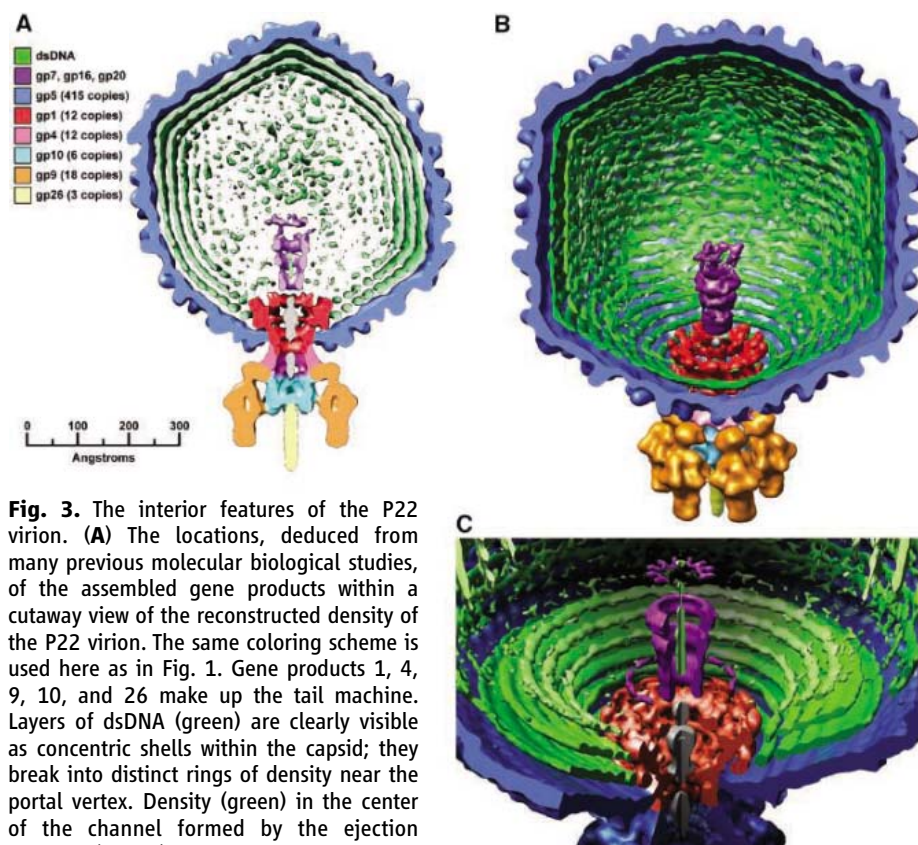 A
B
dsDNA
gp7, gp16, gp20
gp5 (415 copies)
gp1 (12 copies)
gp4 (12 copies)
gp10 (6 copies)
gp9 (18 copies)
gp26 (3 copies)
0 100 200 300
Angstroms
Fig. 3. The interior features of the P22
virion. (A) The locations, deduced from
many previous molecular biological studies,
of the assembled gene products within a
cutaway view of the reconstructed density of
the P22 virion. The same coloring scheme is
used here as in Fig. 1. Gene products 1, 4,
9, 10, and 26 make up the tail machine.
Layers of dsDNA (green) are clearly visible
as concentric shells within the capsid; they
break into distinct rings of density near the
portal vertex. Density (green) in the center
of the channel formed by the ejection
C